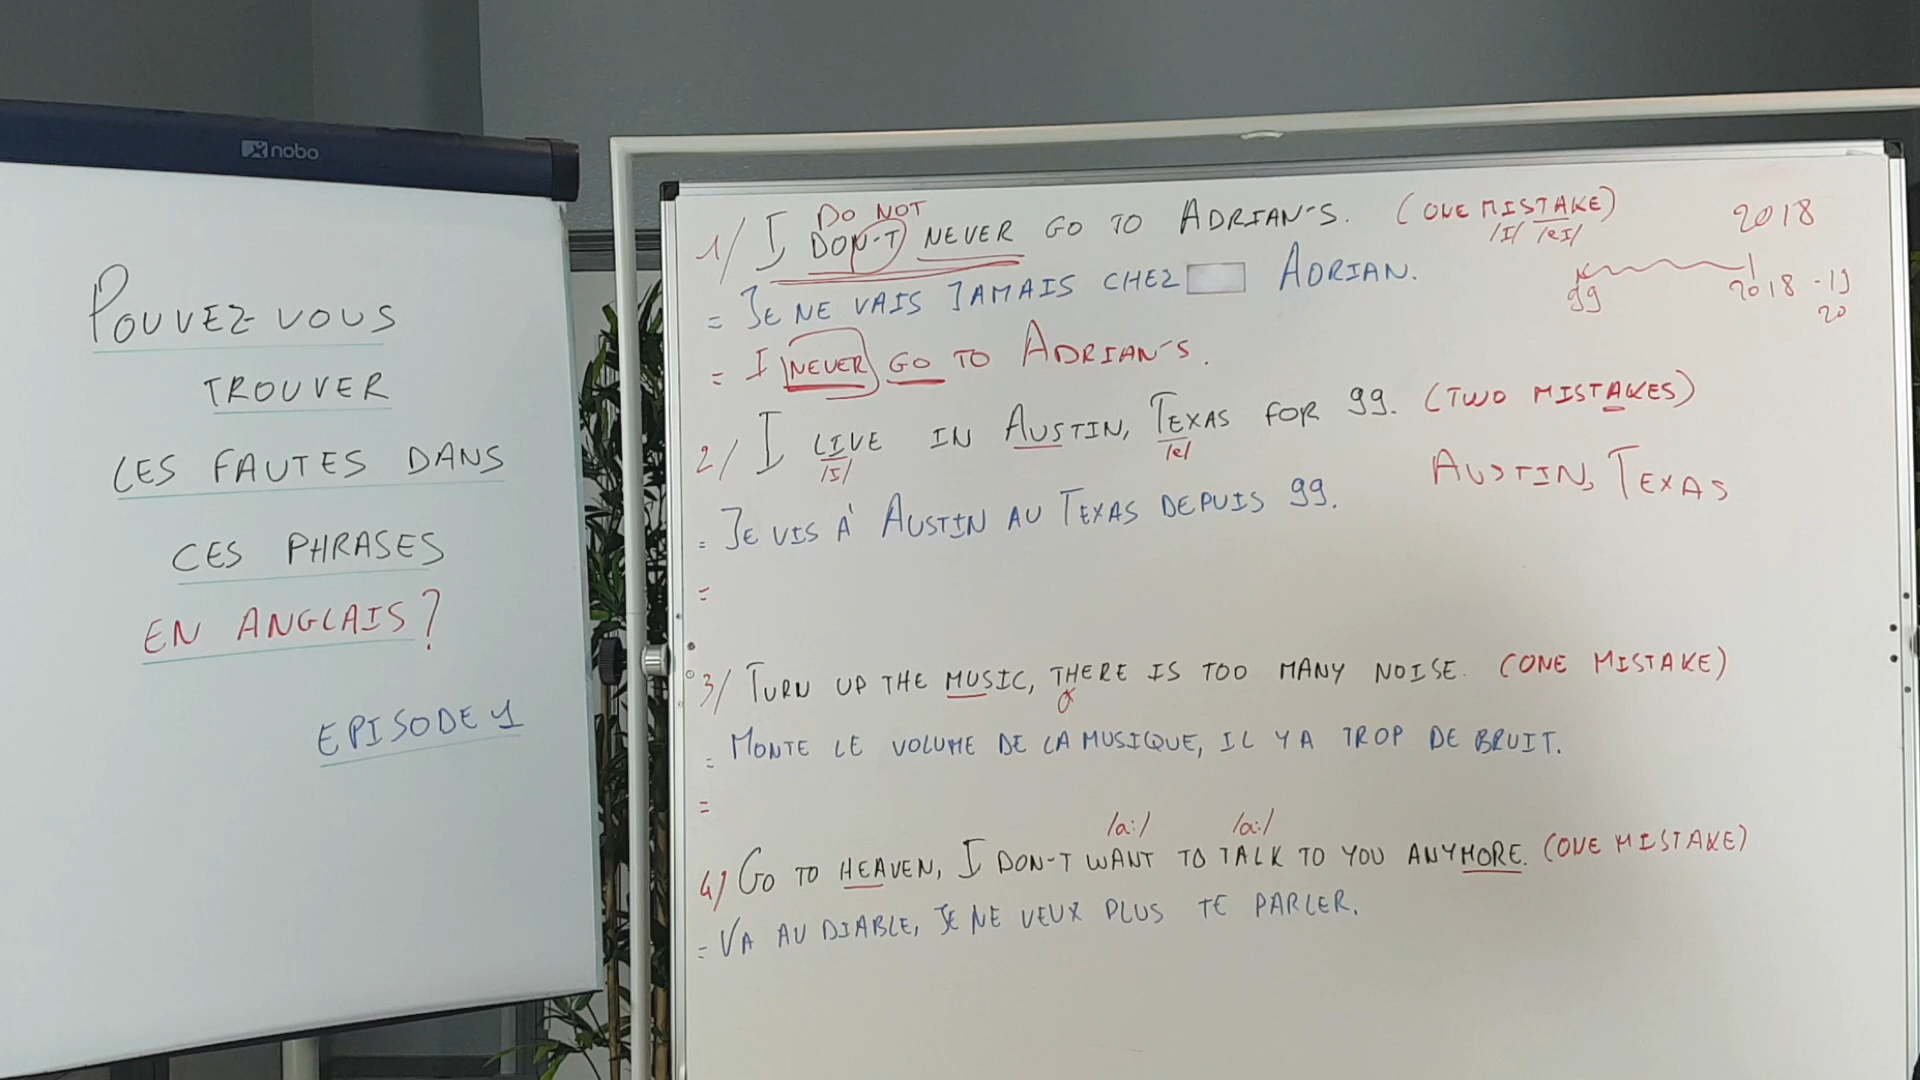 nobo
POUVEZ-VOUS
TROUVER
LES FAUTES DANS
CES PHRASES
EN ANGLAIS?
EPISODE 1
DO NOT
1/ I DON'T NEVER GO TO ADRIAN'S. (ONE MISTAKE)
/I/ /eI/
2018
= JE NE VAIS JAMAIS CHEZ ADRIAN.
99 2018 -19
20
= I NEVER GO TO ADRIAN'S.
2/ I LIVE IN AUSTIN, TEXAS FOR 99. (TWO MISTAKES)
/I/ /e/
AUSTIN, TEXAS
= JE VIS À AUSTIN AU TEXAS DEPUIS 99.
=
3/ TURN UP THE MUSIC, THERE IS TOO MANY NOISE. (ONE MISTAKE)
= MONTE LE VOLUME DE LA MUSIQUE, IL Y A TROP DE BRUIT.
=
/a:/ /a:/
4/ GO TO HEAVEN, I DON'T WANT TO TALK TO YOU ANYMORE. (ONE MISTAKE)
= VA AU DIABLE, JE NE VEUX PLUS TE PARLER.